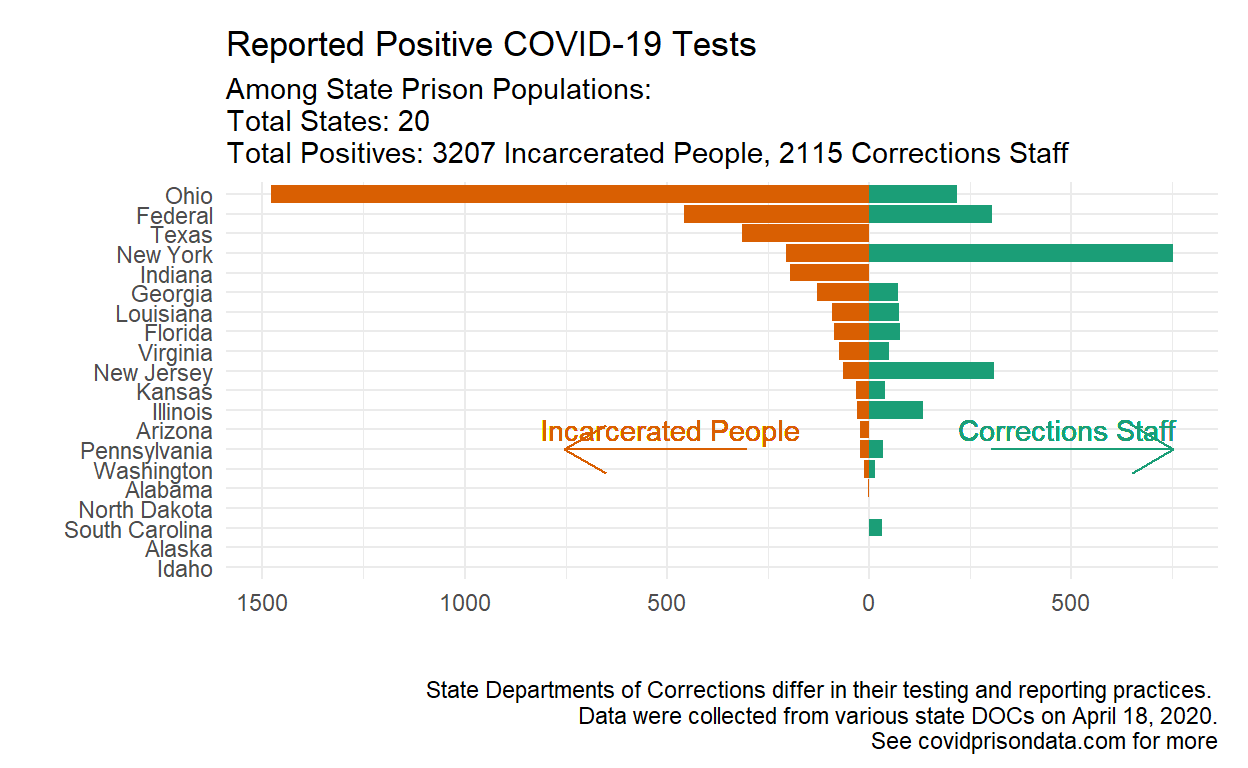 Reported Positive COVID-19 Tests
Among State Prison Populations:
Total States: 20
Total Positives: 3207 Incarcerated People, 2115 Corrections Staff
Ohio
Federal
Texas
New York
Indiana
Georgia
Louisiana
Florida
Virginia
New Jersey
Kansas
Illinois
Arizona
Incarcerated People
Corrections Staff
Pennsylvania
Washington
Alabama
North Dakota
South Carolina
Alaska
Idaho
1500 1000 500 0 500
State Departments of Corrections differ in their testing and reporting practices.
Data were collected from various state DOCs on April 18, 2020.
See covidprisondata.com for more